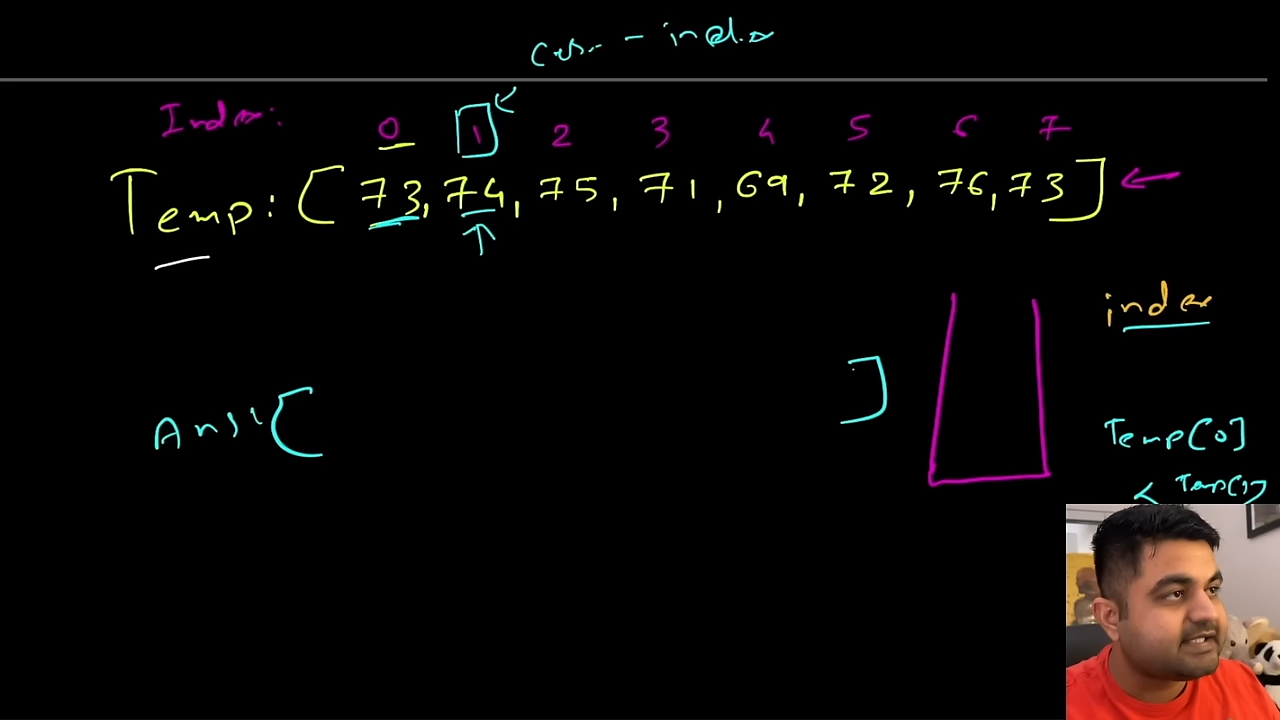 - index
Index: 0 1 2 3 4 5 6 7
Temp: [73, 74, 75, 71, 69, 72, 76, 73] ←
index
Ans: [ ]
Temp[0]
< Temp[1]